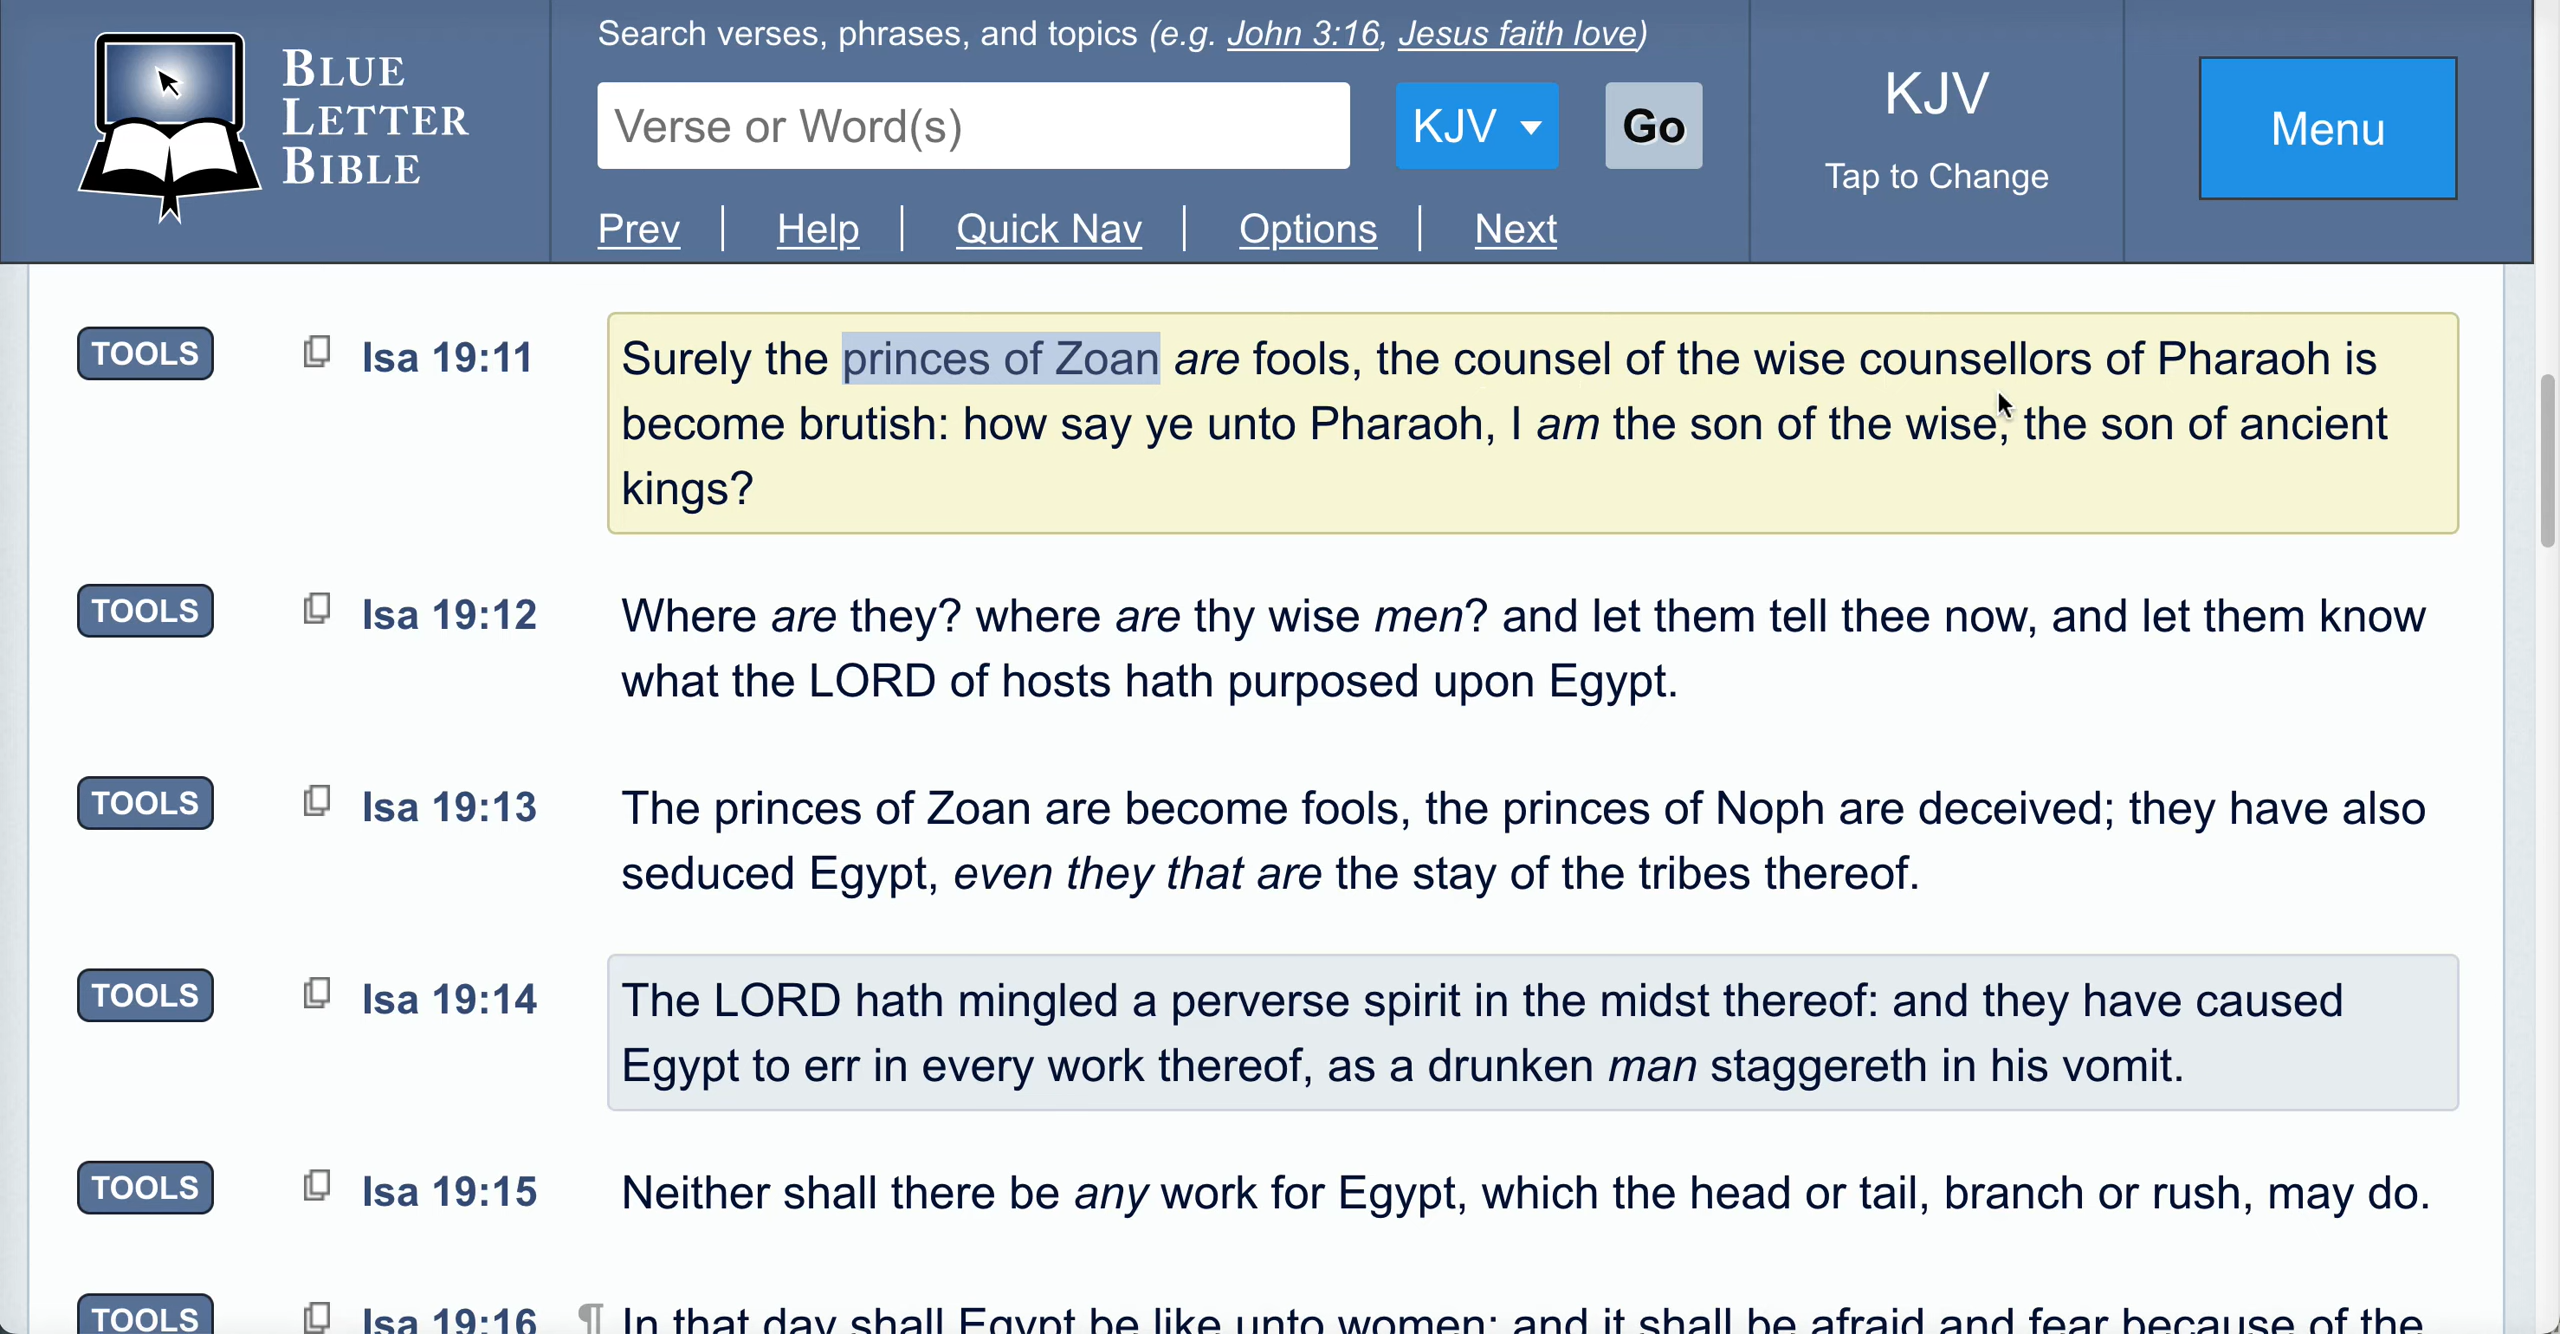 BLUE
LETTER
BIBLE
Search verses, phrases, and topics (e.g. John 3:16, Jesus faith love)
Verse or Word(s)
KJV
Go
Prev | Help | Quick Nav | Options | Next
KJV
Tap to Change
Menu
TOOLS Isa 19:11 Surely the princes of Zoan are fools, the counsel of the wise counsellors of Pharaoh is
become brutish: how say ye unto Pharaoh, I am the son of the wise, the son of ancient
kings?
TOOLS Isa 19:12 Where are they? where are thy wise men? and let them tell thee now, and let them know
what the LORD of hosts hath purposed upon Egypt.
TOOLS Isa 19:13 The princes of Zoan are become fools, the princes of Noph are deceived; they have also
seduced Egypt, even they that are the stay of the tribes thereof.
TOOLS Isa 19:14 The LORD hath mingled a perverse spirit in the midst thereof: and they have caused
Egypt to err in every work thereof, as a drunken man staggereth in his vomit.
TOOLS Isa 19:15 Neither shall there be any work for Egypt, which the head or tail, branch or rush, may do.
TOOLS Isa 19:16 ¶ In that day shall Egypt be like unto women: and it shall be afraid and fear because of the